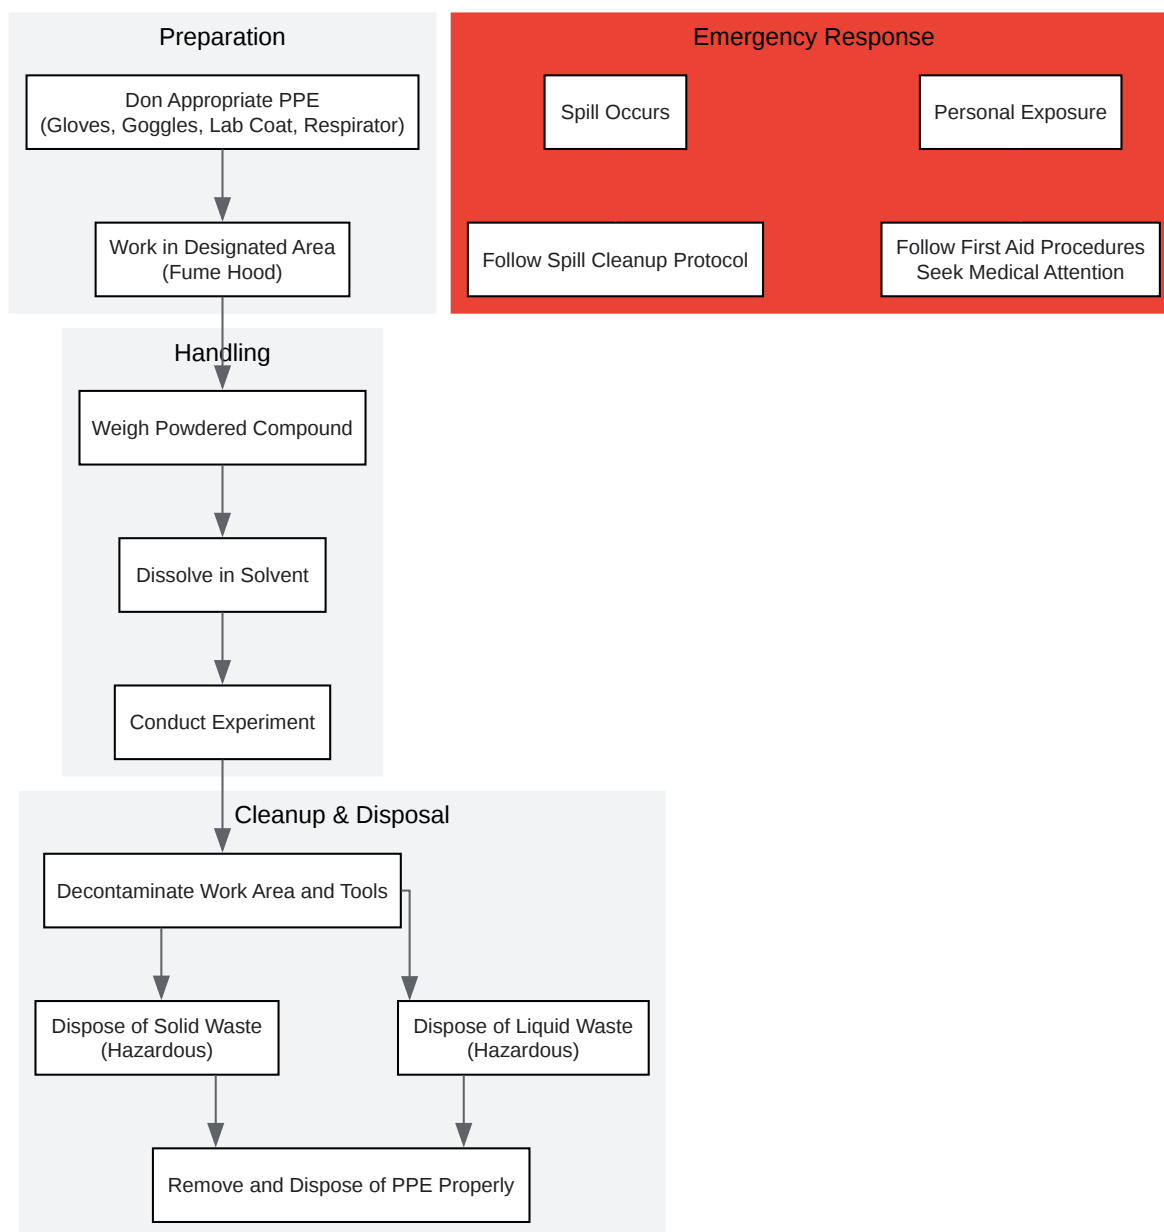 Preparation
Don Appropriate PPE
(Gloves, Goggles, Lab Coat, Respirator)
Work in Designated Area
(Fume Hood)
Emergency Response
Spill Occurs
Personal Exposure
Follow Spill Cleanup Protocol
Follow First Aid Procedures
Seek Medical Attention
Handling
Weigh Powdered Compound
Dissolve in Solvent
Conduct Experiment
Cleanup & Disposal
Decontaminate Work Area and Tools
Dispose of Solid Waste
(Hazardous)
Dispose of Liquid Waste
(Hazardous)
Remove and Dispose of PPE Properly